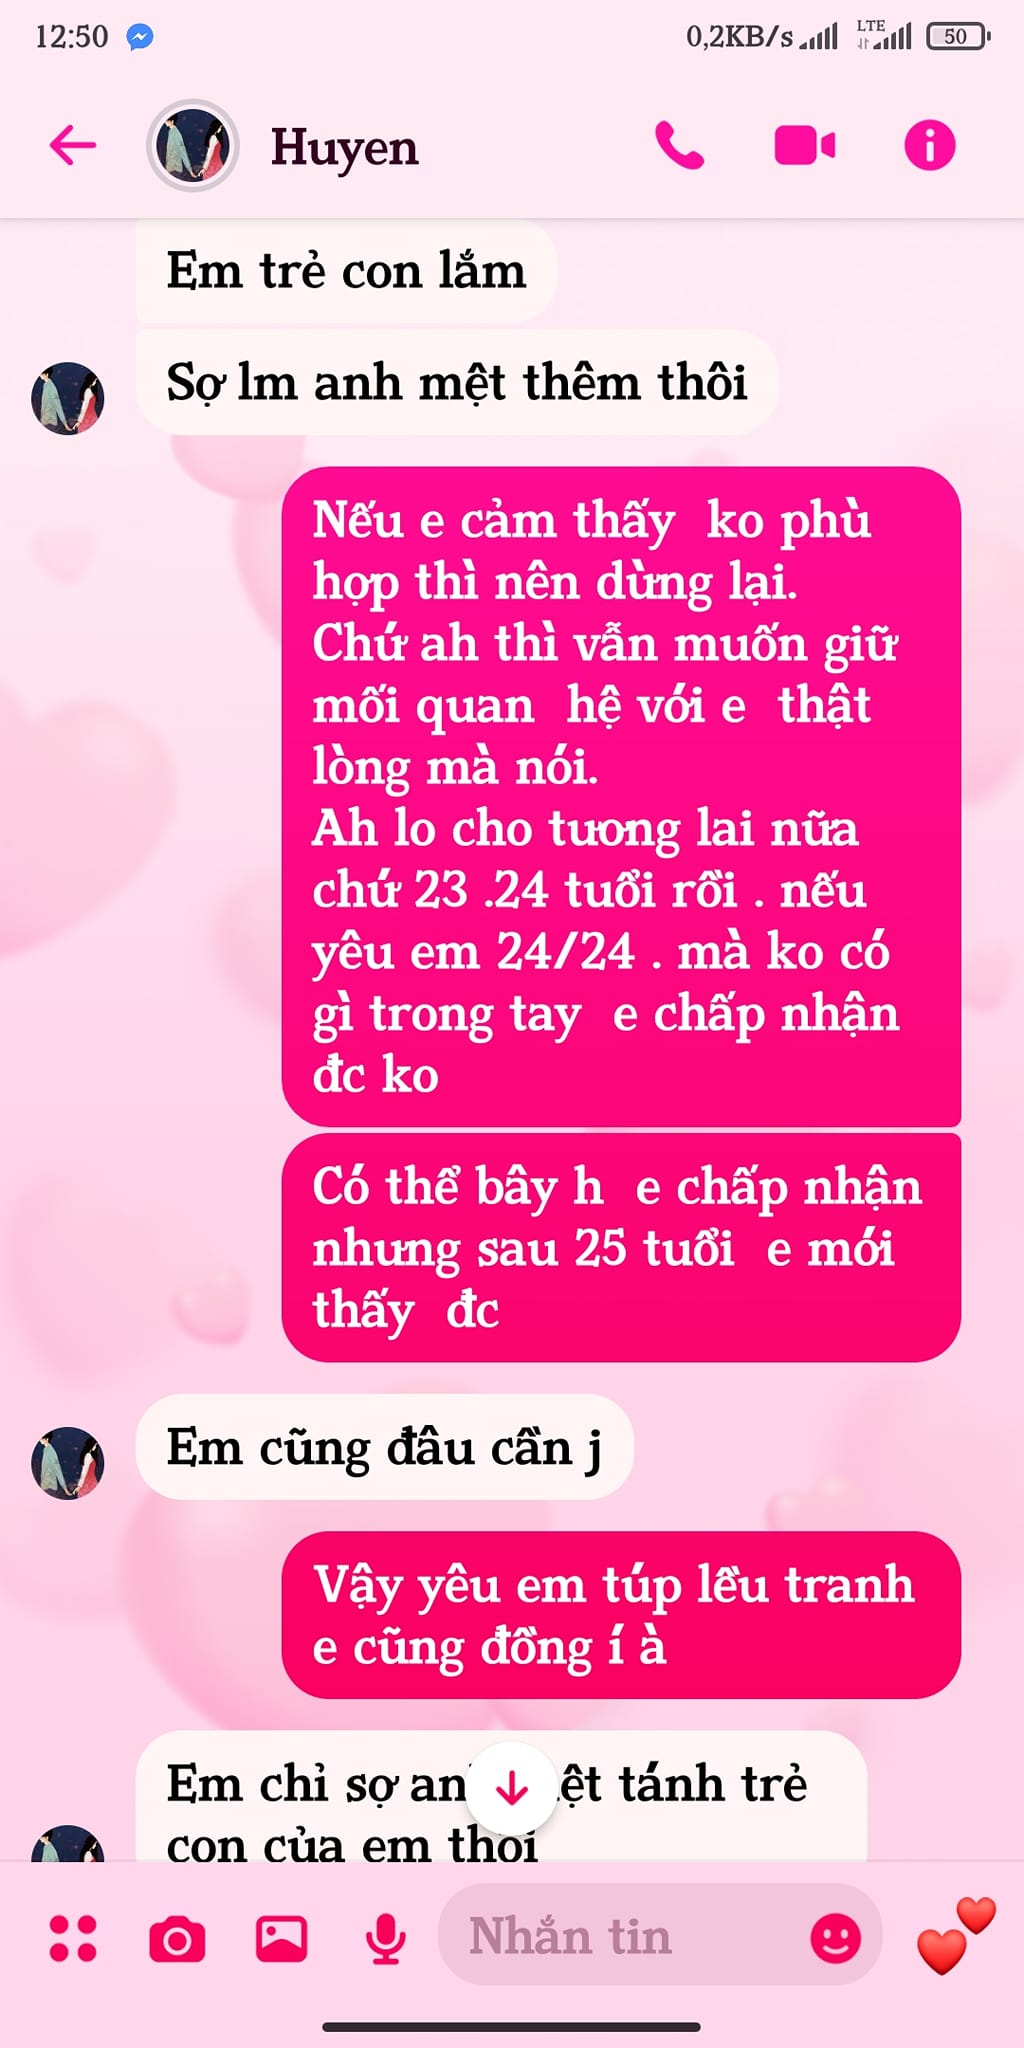 12:50
0,2KB/s
LTE
50
Huyen
Em trẻ con lắm
Sợ lm anh mệt thêm thôi
Nếu e cảm thấy ko phù
hợp thì nên dừng lại.
Chứ ah thì vẫn muốn giữ
mối quan hệ với e thật
lòng mà nói.
Ah lo cho tương lai nữa
chứ 23 .24 tuổi rồi . nếu
yêu em 24/24 . mà ko có
gì trong tay e chấp nhận
đc ko
Có thể bây h e chấp nhận
nhưng sau 25 tuổi e mới
thấy đc
Em cũng đâu cần j
Vậy yêu em túp lều tranh
e cũng đồng í à
Em chỉ sợ tánh trẻ
con của em thôi
Nhắn tin